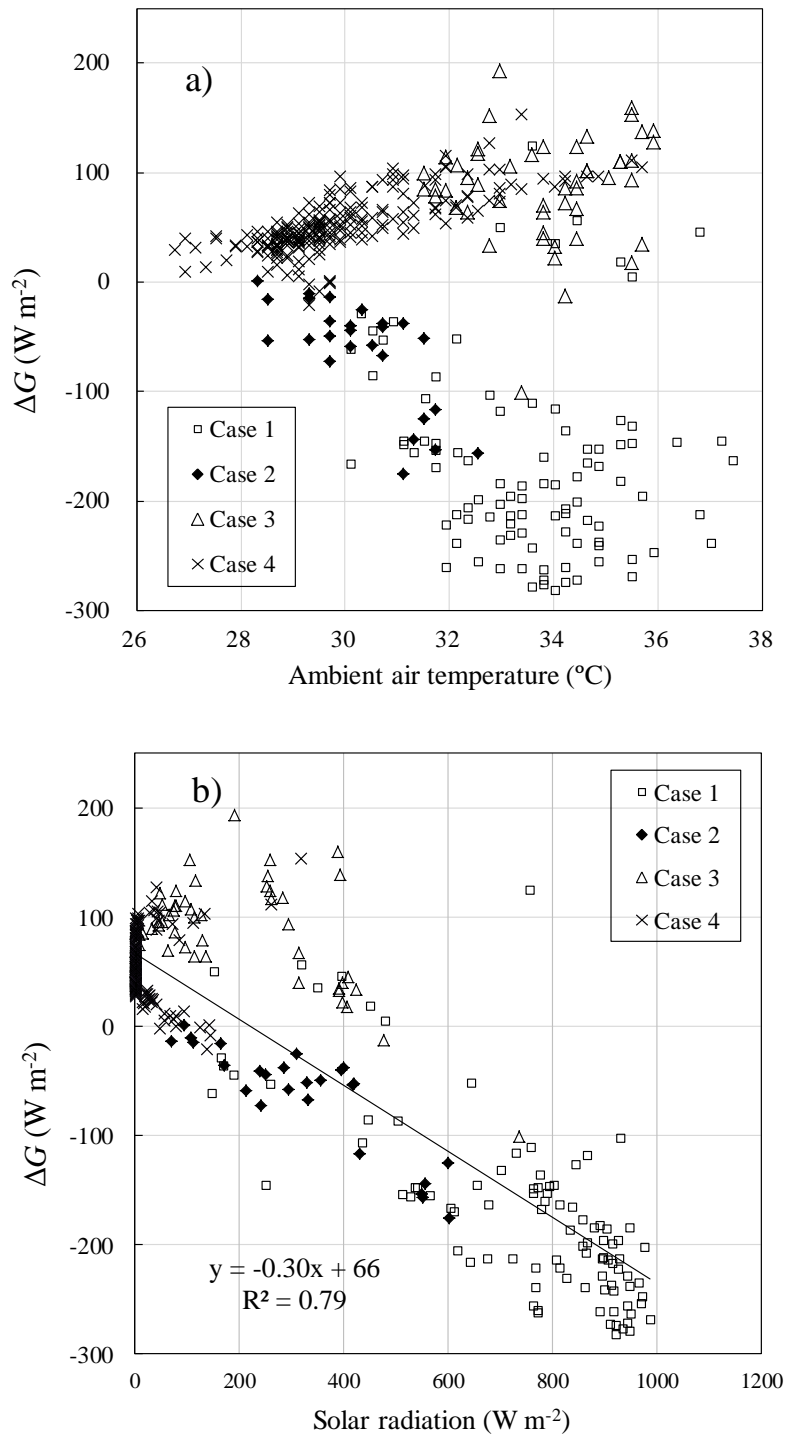 a)
200
100
0
-100
-200
-300
ΔG (W m-2)
Case 1
Case 2
Case 3
Case 4
26 28 30 32 34 36 38
Ambient air temperature (ºC)
b)
200
100
0
-100
-200
-300
ΔG (W m-2)
Case 1
Case 2
Case 3
Case 4
y = -0.30x + 66
R² = 0.79
0 200 400 600 800 1000 1200
Solar radiation (W m-2)